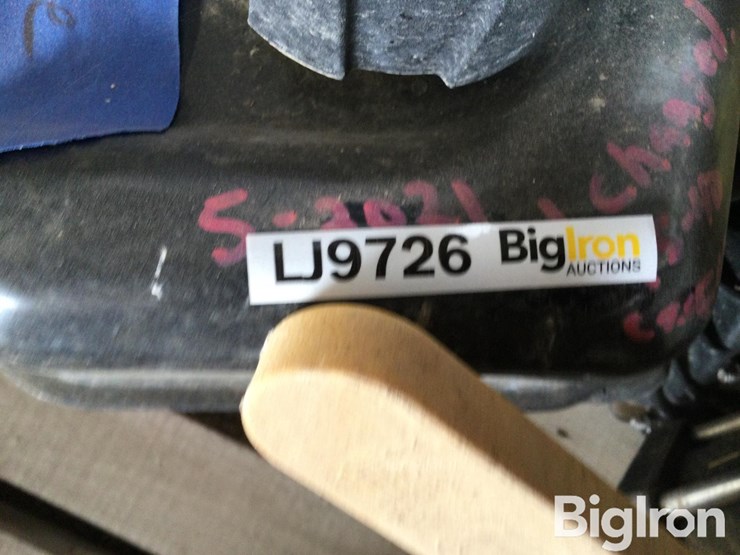 Changed
5-2021
LJ9726 BigIron
AUCTIONS
BigIron